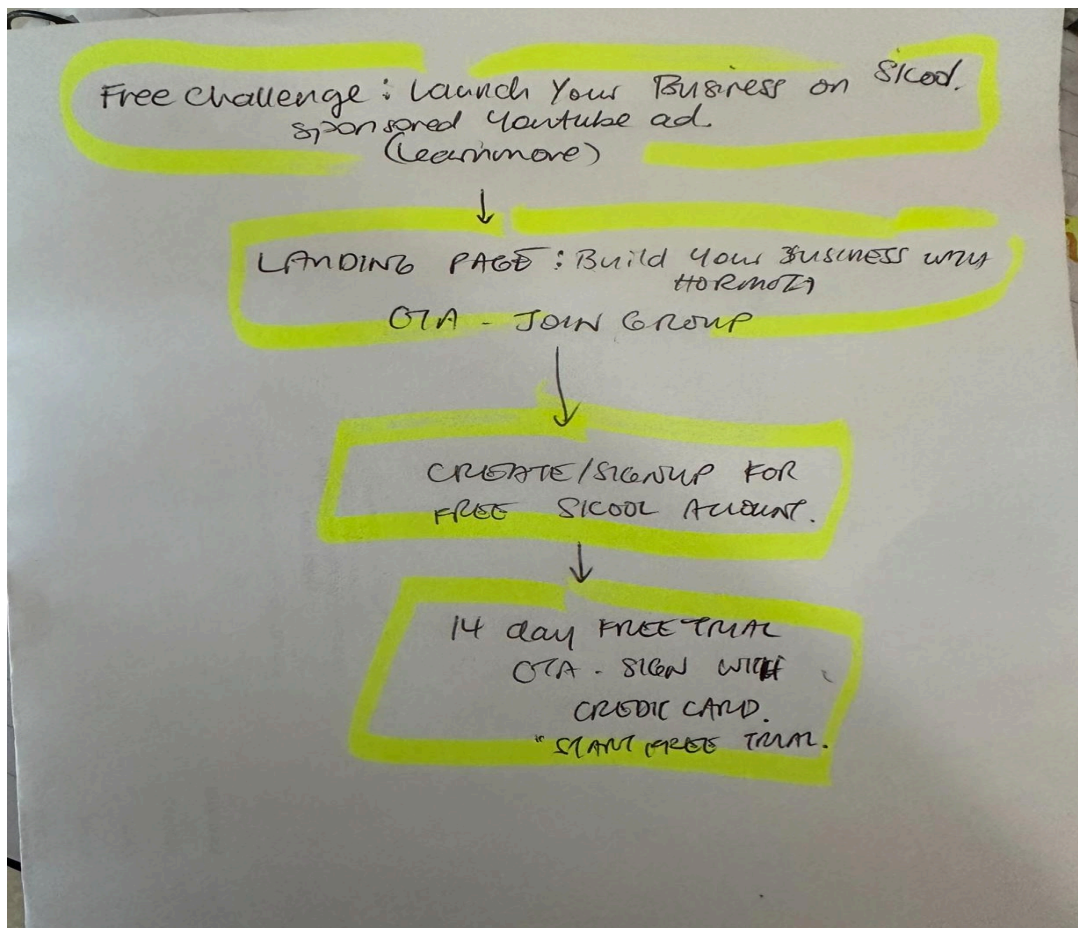 Free Challenge : Launch Your Business on Skool.
sponsored Youtube ad.
(Learn more)
LANDING PAGE : Build Your BUSINESS WITH
HORMOZI
CTA - JOIN GROUP
CREATE/SIGNUP FOR
FREE SKOOL ACCOUNT.
14 day FREE TRIAL
CTA - SIGN WITH
CREDIT CARD.
" START FREE TRIAL.